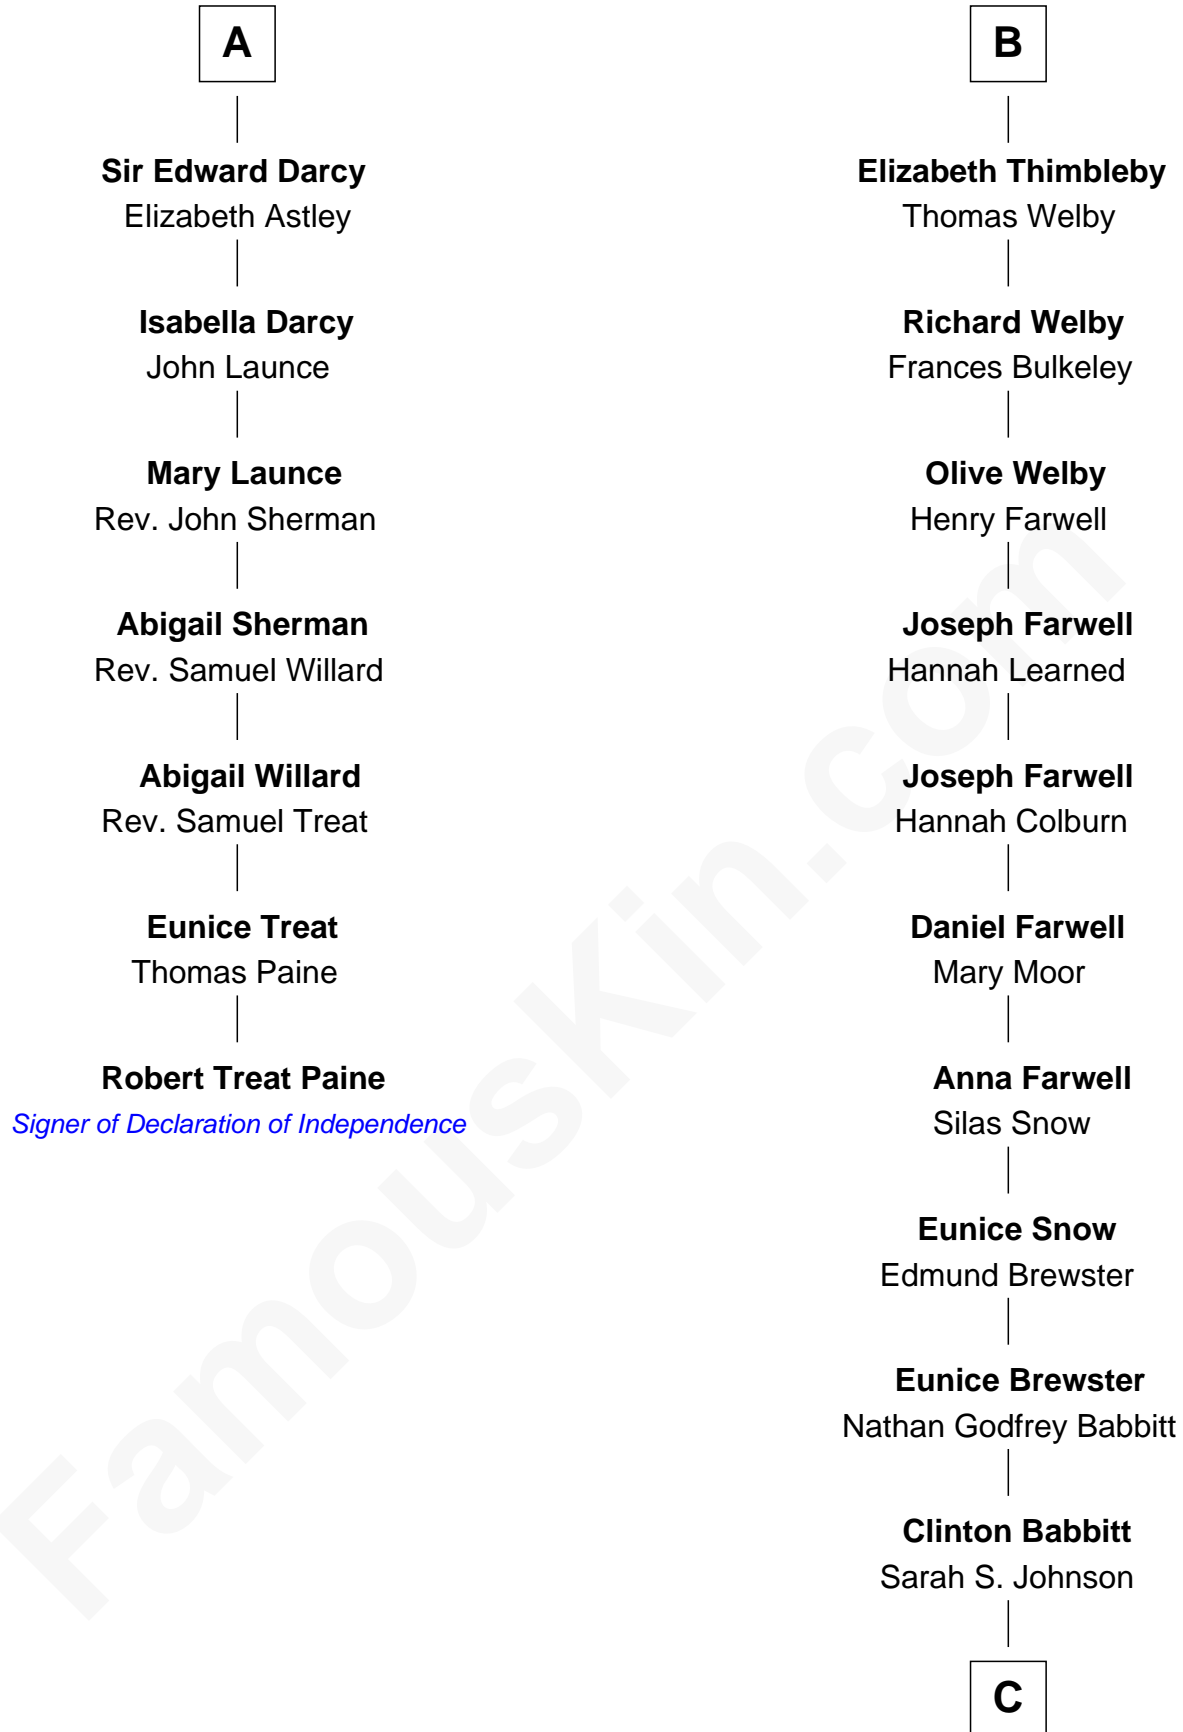 A
Sir Edward Darcy
Elizabeth Astley
Isabella Darcy
John Launce
Mary Launce
Rev. John Sherman
Abigail Sherman
Rev. Samuel Willard
Abigail Willard
Rev. Samuel Treat
Eunice Treat
Thomas Paine
Robert Treat Paine
Signer of Declaration of Independence
B
Elizabeth Thimbleby
Thomas Welby
Richard Welby
Frances Bulkeley
Olive Welby
Henry Farwell
Joseph Farwell
Hannah Learned
Joseph Farwell
Hannah Colburn
Daniel Farwell
Mary Moor
Anna Farwell
Silas Snow
Eunice Snow
Edmund Brewster
Eunice Brewster
Nathan Godfrey Babbitt
Clinton Babbitt
Sarah S. Johnson
C
FamousKin.com